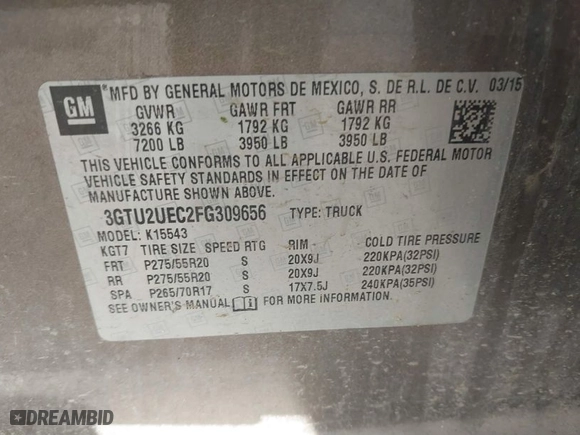 GM
*MFD BY GENERAL MOTORS DE MEXICO, S. DE R.L. DE C.V. 03/15
GVWR GAWR FRT GAWR RR
3266 KG 1792 KG 1792 KG
7200 LB 3950 LB 3950 LB
THIS VEHICLE CONFORMS TO ALL APPLICABLE U.S. FEDERAL MOTOR
VEHICLE SAFETY STANDARDS IN EFFECT ON THE DATE OF
MANUFACTURE SHOWN ABOVE.
3GTU2UEC2FG309656 TYPE: TRUCK
MODEL: K15543
KGT7 TIRE SIZE SPEED RTG RIM - COLD TIRE PRESSURE
FRT P275/55R20 S 20X9J 220KPA(32PSI)
RR P275/55R20 S 20X9J 220KPA(32PSI)
SPA P265/70R17 S 17X7.5J 240KPA(35PSI)
SEE OWNER'S MANUAL FOR MORE INFORMATION.
DREAMBID